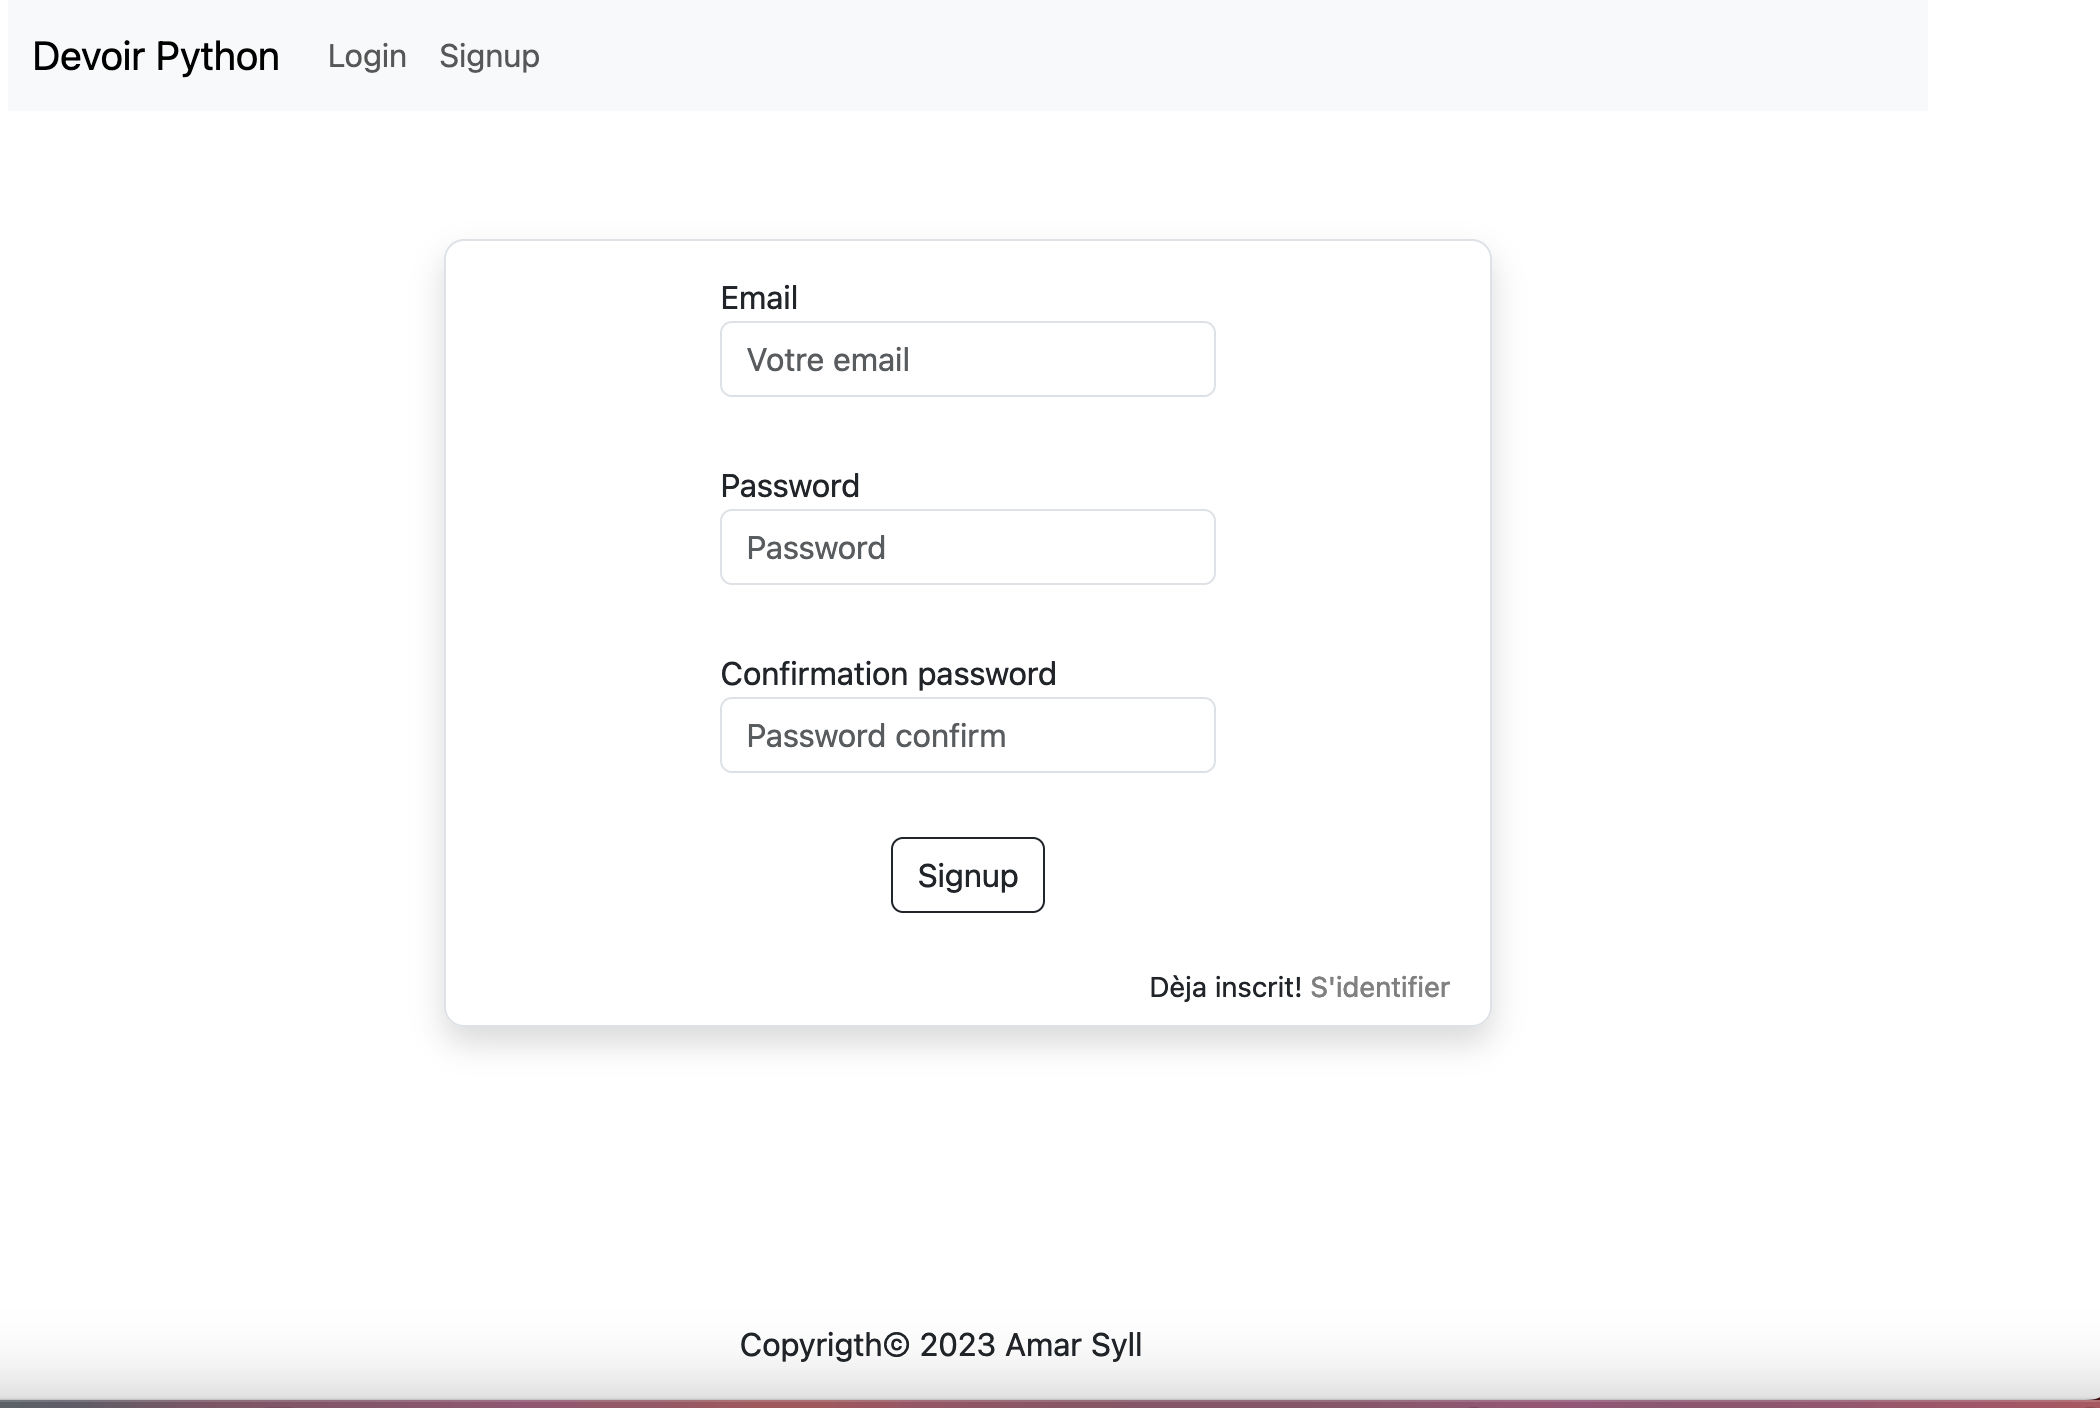 Devoir Python Login Signup
Email
Votre email
Password
Password
Confirmation password
Password confirm
Signup
Dèja inscrit! S'identifier
Copyrigth© 2023 Amar Syll